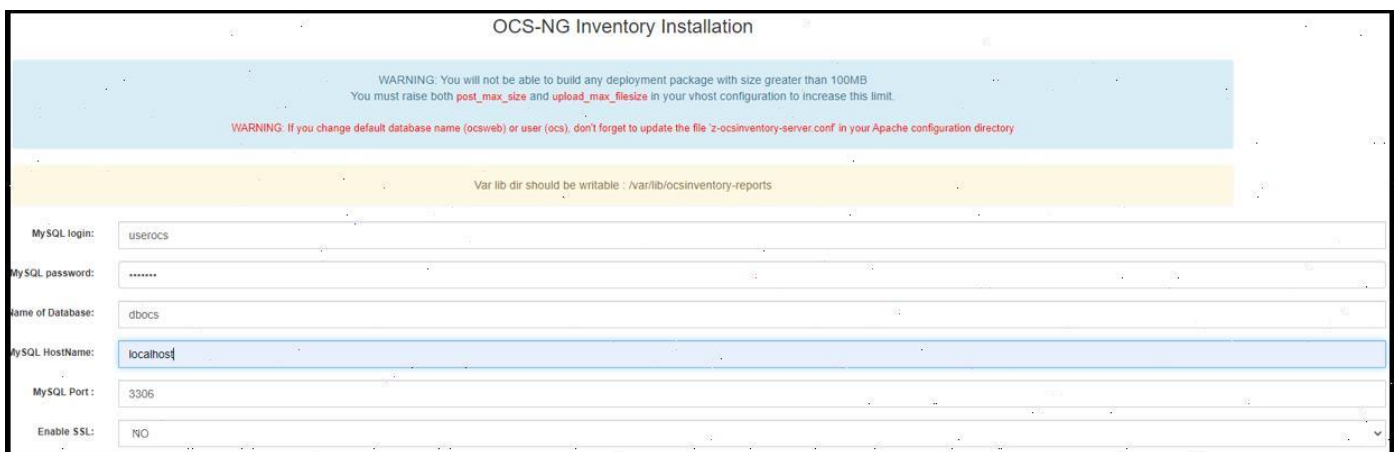 OCS-NG Inventory Installation
WARNING: You will not be able to build any deployment package with size greater than 100MB
You must raise both post_max_size and upload_max_filesize in your vhost configuration to increase this limit.
WARNING: If you change default database name (ocsweb) or user (ocs), don't forget to update the file 'z-ocsinventory-server.conf' in your Apache configuration directory
Var lib dir should be writable : /var/lib/ocsinventory-reports
MySQL login: userocs
MySQL password: •••••••
Name of Database: dbocs
MySQL HostName: localhost
MySQL Port : 3306
Enable SSL: NO